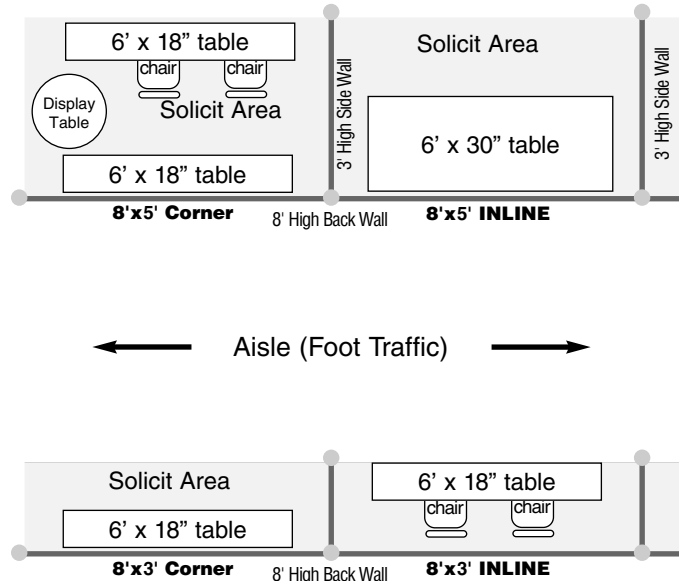 6’ x 18” table
chair
chair
Solicit Area
Display
Table
Solicit Area
6’ x 18” table
3' High Side Wall
Solicit Area
6’ x 30” table
3' High Side Wall
8'x5' Corner
8' High Back Wall
8'x5' INLINE
Aisle (Foot Traffic)
Solicit Area
6’ x 18” table
6’ x 18” table
chair
chair
8'x3' Corner
8' High Back Wall
8'x3' INLINE